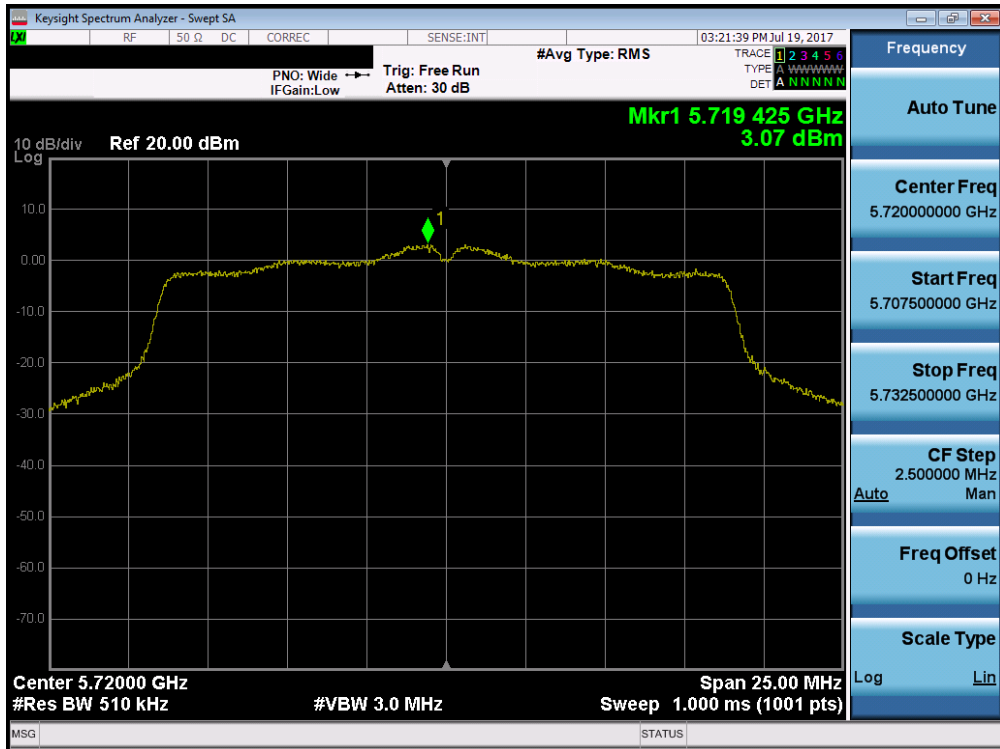 Keysight Spectrum Analyzer - Swept SA
LXI RF 50 Ω DC CORREC SENSE:INT 03:21:39 PM Jul 19, 2017
#Avg Type: RMS TRACE 1 2 3 4 5 6
PNO: Wide Trig: Free Run TYPE A WWWWW
IFGain:Low Atten: 30 dB DET A N N N N N
Mkr1 5.719 425 GHz
3.07 dBm
10 dB/div Ref 20.00 dBm
Log
10.0
1
0.00
-10.0
-20.0
-30.0
-40.0
-50.0
-60.0
-70.0
Center 5.72000 GHz Span 25.00 MHz
#Res BW 510 kHz #VBW 3.0 MHz Sweep 1.000 ms (1001 pts)
MSG STATUS
Frequency
Auto Tune
Center Freq
5.720000000 GHz
Start Freq
5.707500000 GHz
Stop Freq
5.732500000 GHz
CF Step
2.500000 MHz
Auto Man
Freq Offset
0 Hz
Scale Type
Log Lin